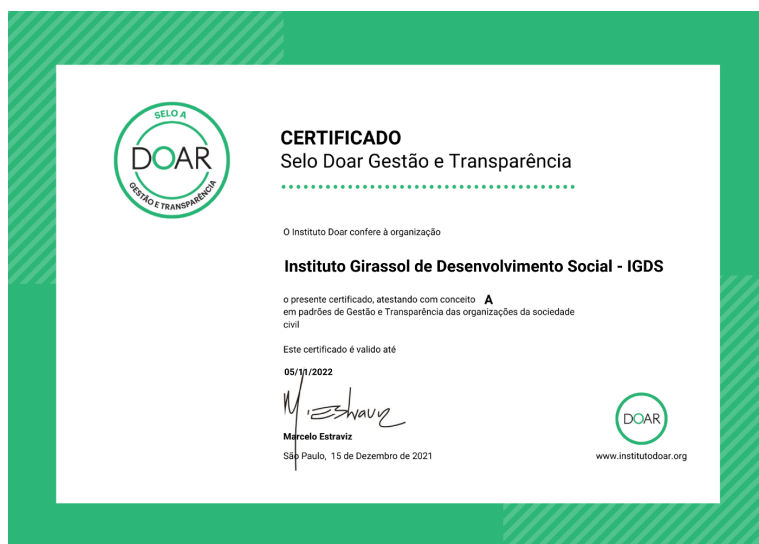 SELO A
DOAR
GESTÃO E TRANSPARÊNCIA
CERTIFICADO
Selo Doar Gestão e Transparência
O Instituto Doar confere à organização
Instituto Girassol de Desenvolvimento Social - IGDS
o presente certificado, atestando com conceito A
em padrões de Gestão e Transparência das organizações da sociedade
civil
Este certificado é valido até
05/11/2022
M. Estraviz
Marcelo Estraviz
São Paulo, 15 de Dezembro de 2021
DOAR
www.institutodoar.org